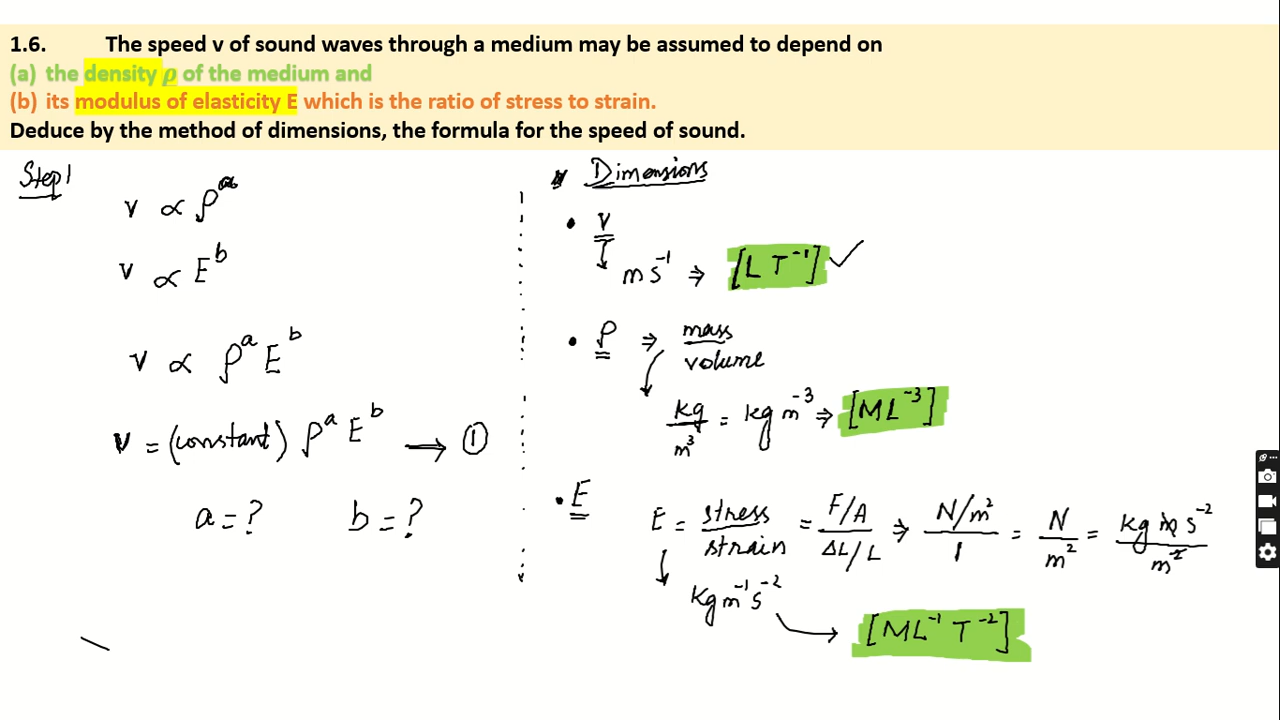 1.6. The speed v of sound waves through a medium may be assumed to depend on
(a) the density ρ of the medium and
(b) its modulus of elasticity E which is the ratio of stress to strain.
Deduce by the method of dimensions, the formula for the speed of sound.
Step 1
v ∝ ρ^a
v ∝ E^b
v ∝ ρ^a E^b
v = (constant) ρ^a E^b → ①
a = ? b = ?
Dimensions
• v
m s^-1 ⇒ [L T^-1] ✓
• ρ ⇒ mass / volume
kg / m^3 = kg m^-3 ⇒ [ML^-3]
• E
E = stress / strain = F/A / ΔL/L ⇒ N/m^2 / 1 = N / m^2 = kg m s^-2 / m^2
kg m^-1 s^-2
[ML^-1 T^-2]